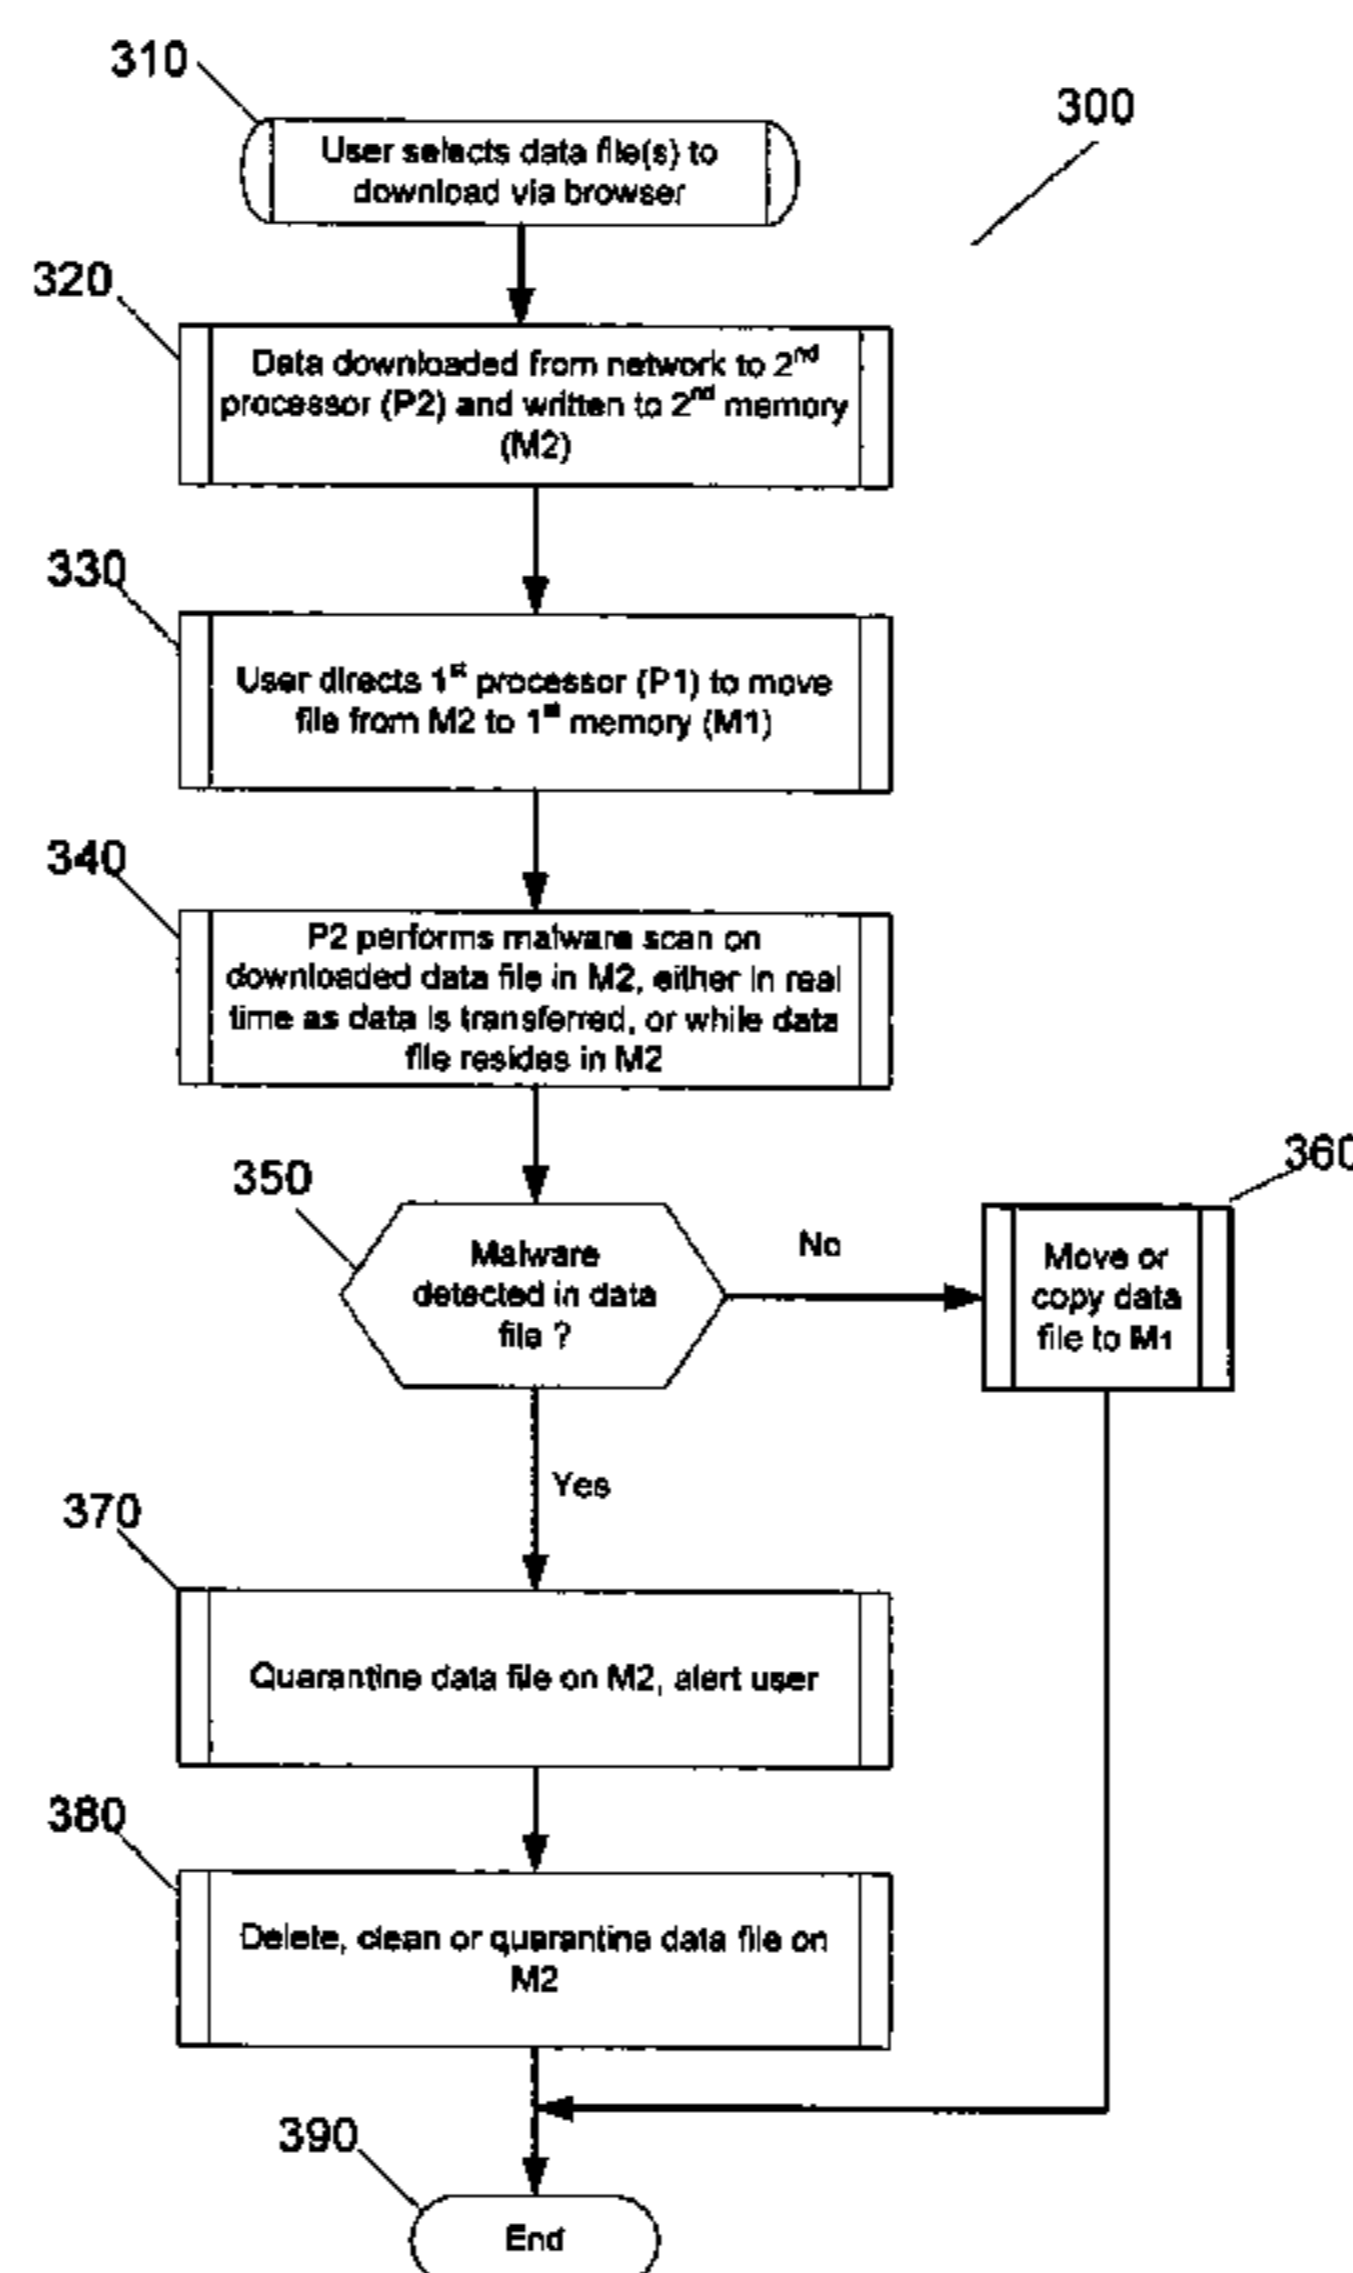 310
300
User selects data file(s) to
download via browser
320
Data downloaded from network to 2nd
processor (P2) and written to 2nd memory
(M2)
330
User directs 1st processor (P1) to move
file from M2 to 1st memory (M1)
340
P2 performs malware scan on
downloaded data file in M2, either in real
time as data is transferred, or while data
file resides in M2
350
360
Malware
detected in data
file ?
No
Move or
copy data
file to M1
Yes
370
Quarantine data file on M2, alert user
380
Delete, clean or quarantine data file on
M2
390
End